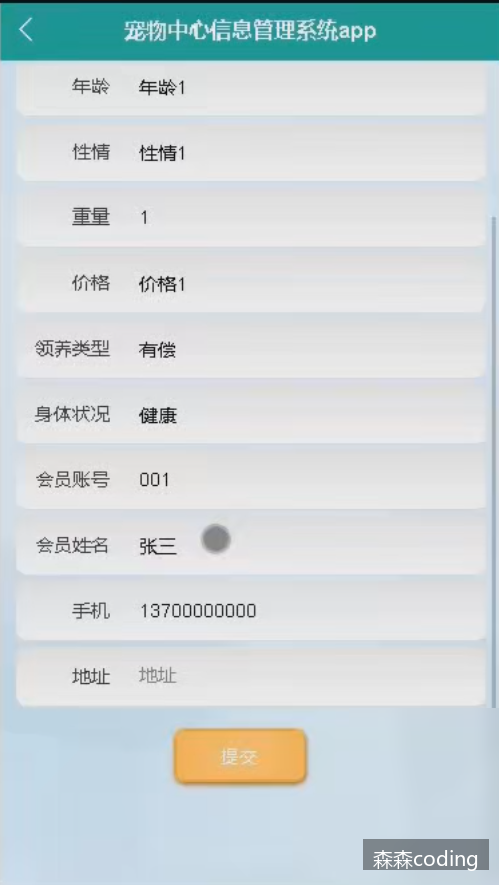 宠物中心信息管理系统app
年龄 年龄1
性情 性情1
重量 1
价格 价格1
领养类型 有偿
身体状况 健康
会员账号 001
会员姓名 张三
手机 13700000000
地址 地址
提交
森森coding